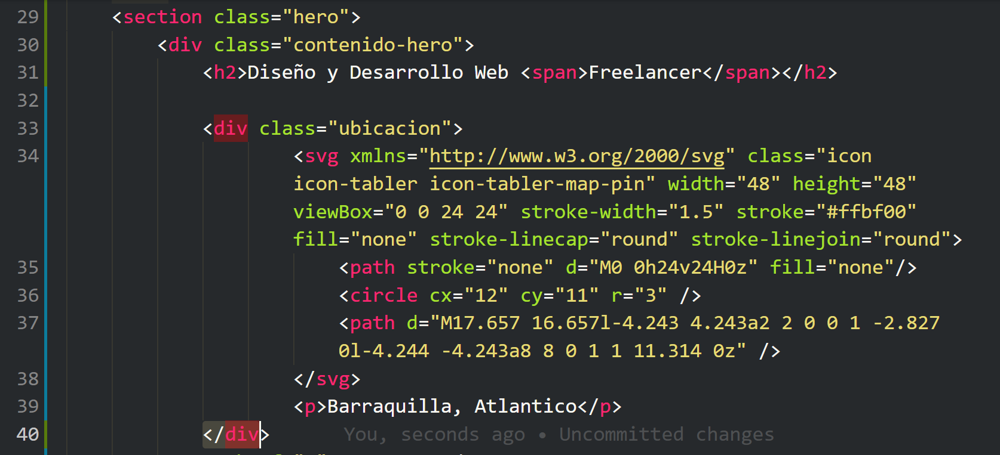 29 <section class="hero">
30 <div class="contenido-hero">
31 <h2>Diseño y Desarrollo Web <span>Freelancer</span></h2>
32
33 <div class="ubicacion">
34 <svg xmlns="http://www.w3.org/2000/svg" class="icon
icon-tabler icon-tabler-map-pin" width="48" height="48"
viewBox="0 0 24 24" stroke-width="1.5" stroke="#ffbf00"
fill="none" stroke-linecap="round" stroke-linejoin="round">
35 <path stroke="none" d="M0 0h24v24H0z" fill="none"/>
36 <circle cx="12" cy="11" r="3" />
37 <path d="M17.657 16.657l-4.243 4.243a2 2 0 0 1 -2.827
0l-4.244 -4.243a8 8 0 1 1 11.314 0z" />
38 </svg>
39 <p>Barraquilla, Atlantico</p>
40 </div> You, seconds ago • Uncommitted changes